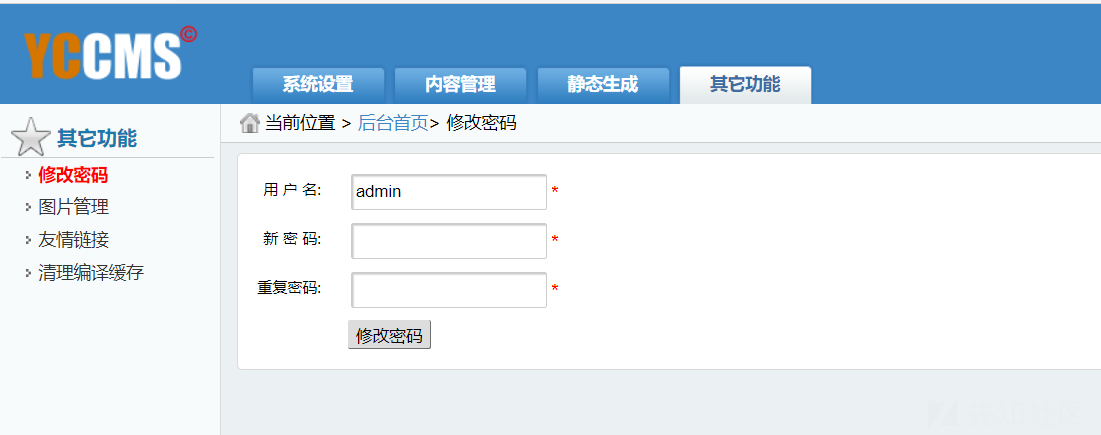 YCCMS©
系统设置 内容管理 静态生成 其它功能
其它功能
修改密码
图片管理
友情链接
清理编译缓存
当前位置 > 后台首页> 修改密码
用 户 名: admin *
新 密 码: *
重复密码: *
修改密码